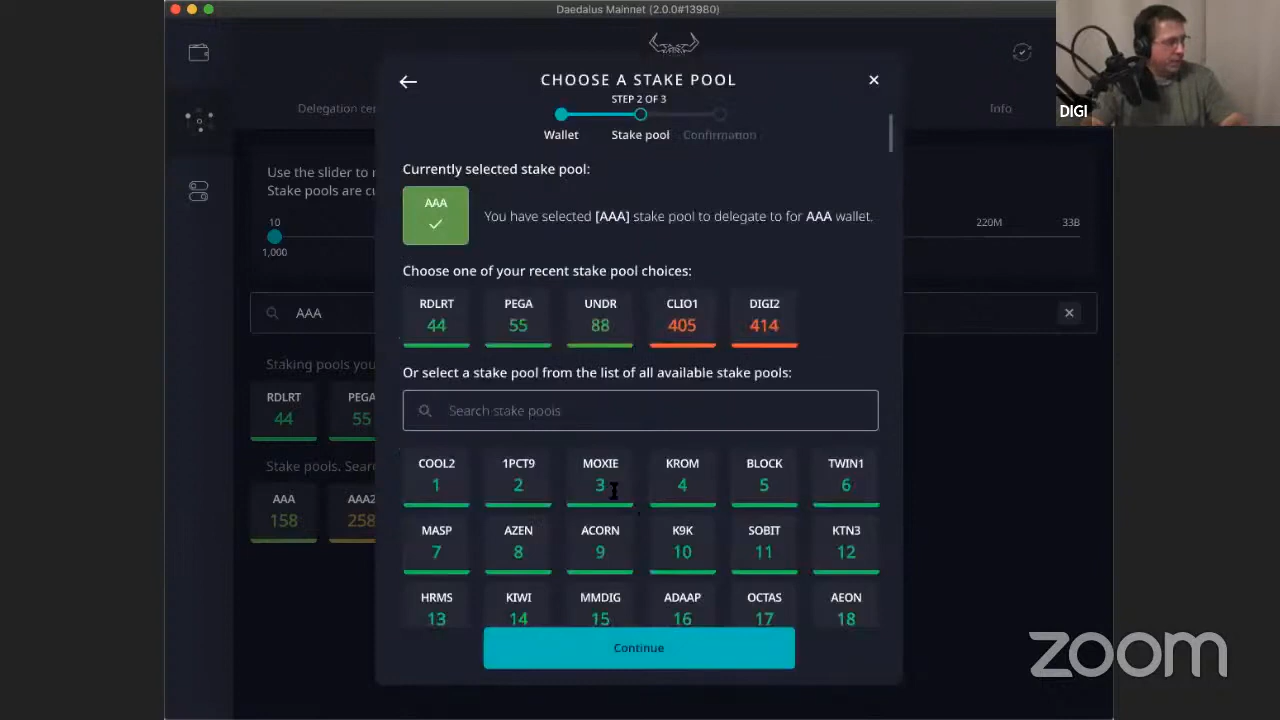 Daedalus Mainnet (2.0.0#13980)
CHOOSE A STAKE POOL
STEP 2 OF 3
Wallet Stake pool Confirmation
Delegation cen
Info
DIGI
Use the slider to r
Stake pools are cu
10
1,000
220M 33B
AAA
Staking pools you
RDLRT PEGA
44 55
Stake pools. Sear
AAA AAA2
158 258
Currently selected stake pool:
AAA
You have selected [AAA] stake pool to delegate to for AAA wallet.
Choose one of your recent stake pool choices:
RDLRT PEGA UNDR CLIO1 DIGI2
44 55 88 405 414
Or select a stake pool from the list of all available stake pools:
Search stake pools
COOL2 1PCT9 MOXIE KROM BLOCK TWIN1
1 2 3 4 5 6
MASP AZEN ACORN K9K SOBIT KTN3
7 8 9 10 11 12
HRMS KIWI MMDIG ADAAP OCTAS AEON
13 14 15 16 17 18
Continue
zoom